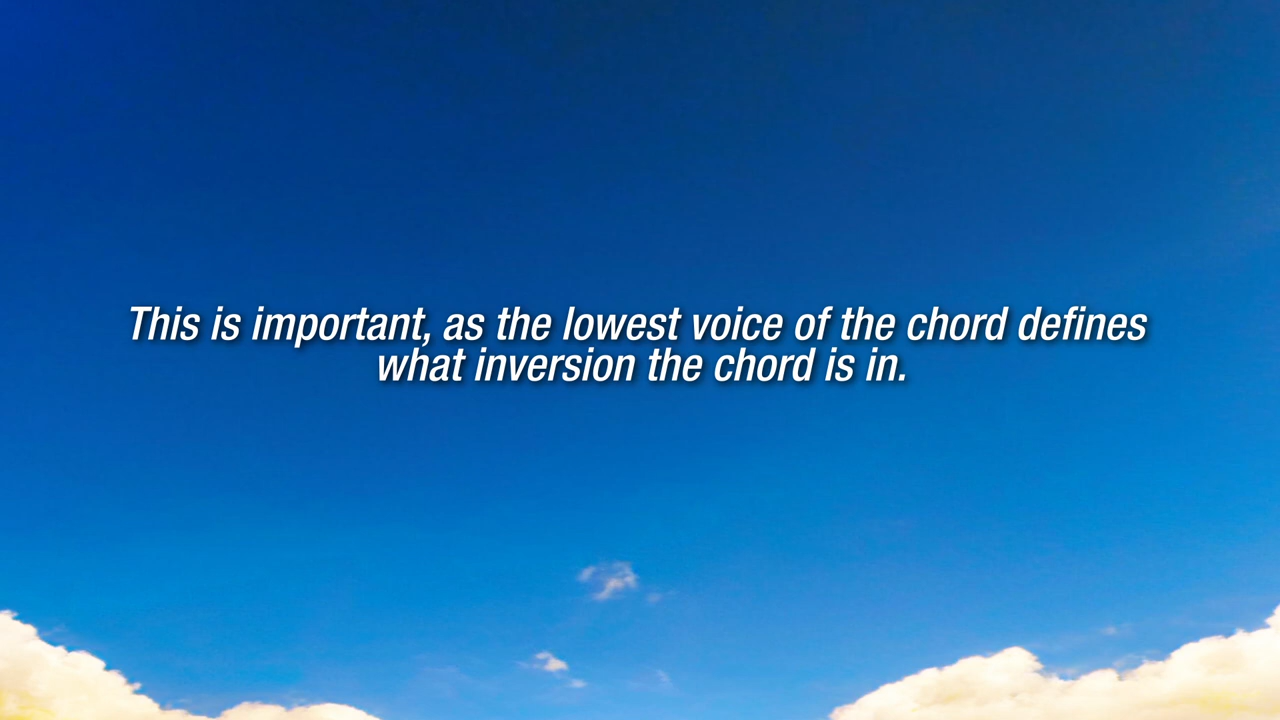 This is important, as the lowest voice of the chord defines
what inversion the chord is in.